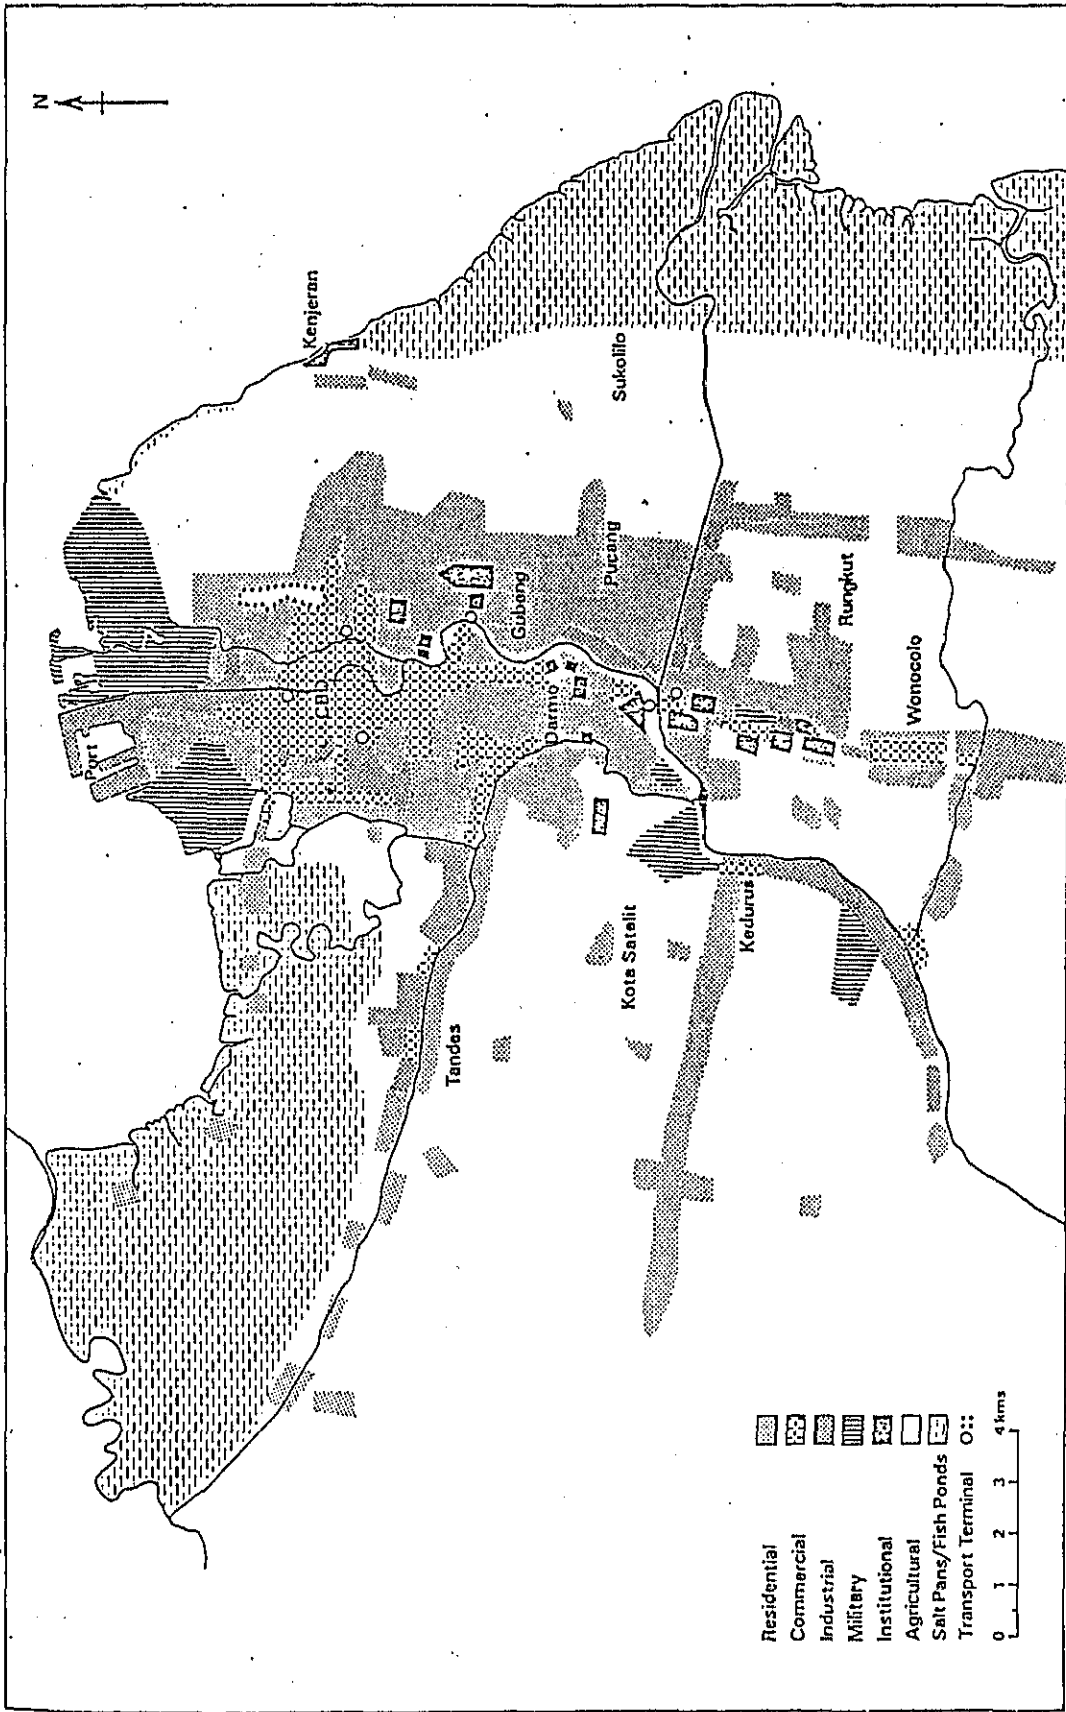 N
Kenjeran
Port
CBD
Gubeng
Sukolilo
Darmo
Pucang
Tandes
Kota Satelit
Kedurus
Rungkut
Wonocolo
Residential
Commercial
Industrial
Military
Institutional
Agricultural
Salt Pans/Fish Ponds
Transport Terminal
0 1 2 3 4 kms